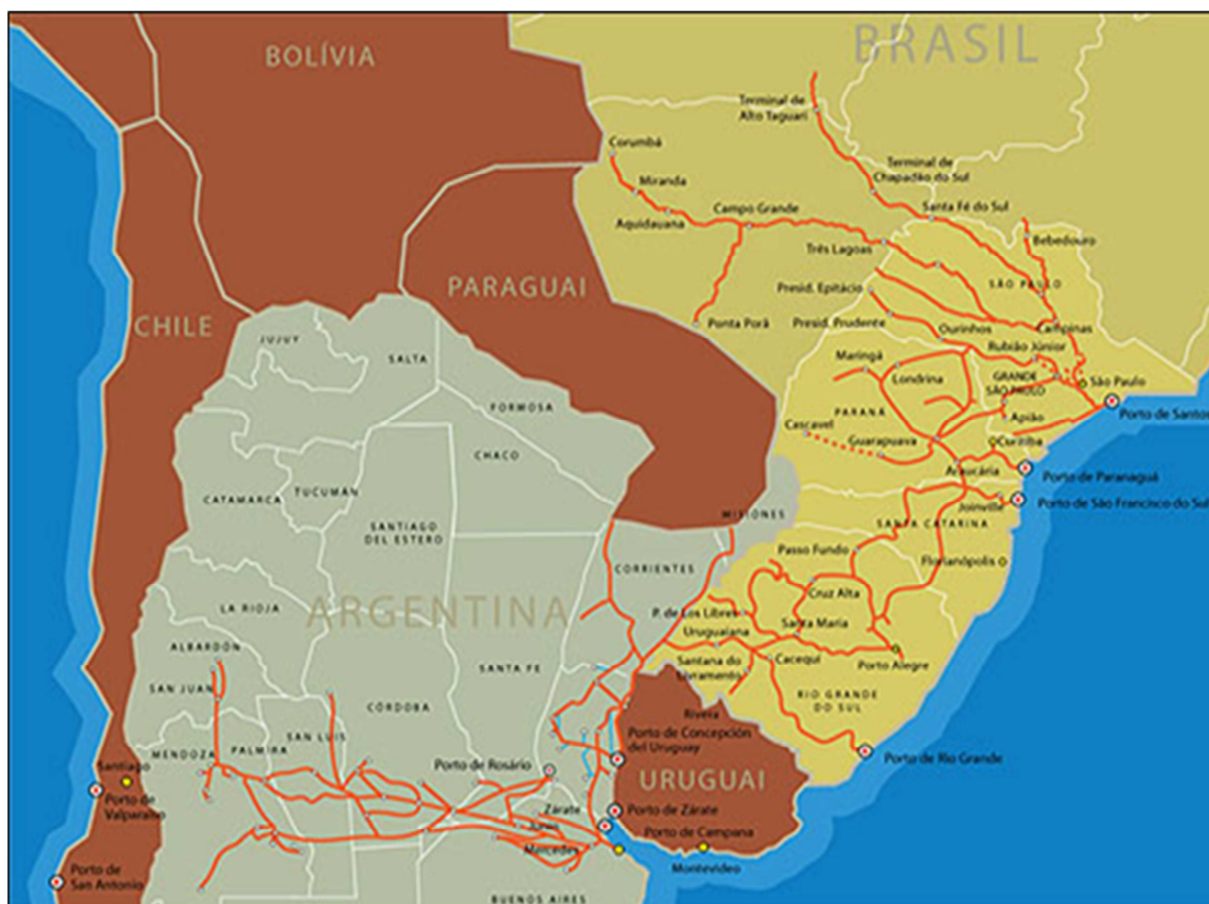 BRASIL
BOLÍVIA
Terminal de
Alto Taguari
Corumbá
Terminal de
Chapadão do Sul
Miranda
Campo Grande
Santa Fé do Sul
Aquidauana
Três Lagoas
Bebedouro
PARAGUAI
Presid. Epitácio
SÃO PAULO
CHILE
Ponta Porã
Presid. Prudente
Ourinhos
Campinas
JUJUY
SALTA
Maringá
Rubião Júnior
Londrina
GRANDE
SÃO PAULO
São Paulo
FORMOSA
PARANÁ
Porto de Santos
Cascavel
Apião
Guarapuava
Curitiba
CHACO
Araucária
Porto de Paranaguá
CATAMARCA
TUCUMÁN
Joinville
Porto de São Francisco do Sul
MISIONES
SANTIAGO
DEL ESTERO
SANTA CATARINA
Passo Fundo
Florianópolis
CORRIENTES
Cruz Alta
LA RIOJA
ARGENTINA
P. de Los Libres
Santa Maria
Uruguaiana
ALBARDÓN
SANTA FE
Santana do
Livramento
Cacequi
Porto Alegre
SAN JUAN
CÓRDOBA
RIO GRANDE
DO SUL
Rivera
SAN LUIS
Porto de Concepción
del Uruguay
MENDOZA
PALMIRA
Porto de Rio Grande
Santiago
Porto de Rosário
URUGUAI
Porto de
Valparaíso
Zárate
Porto de Zárate
Junin
Porto de Campana
Mercedes
Montevideo
Porto de
San Antonio
BUENOS AIRES